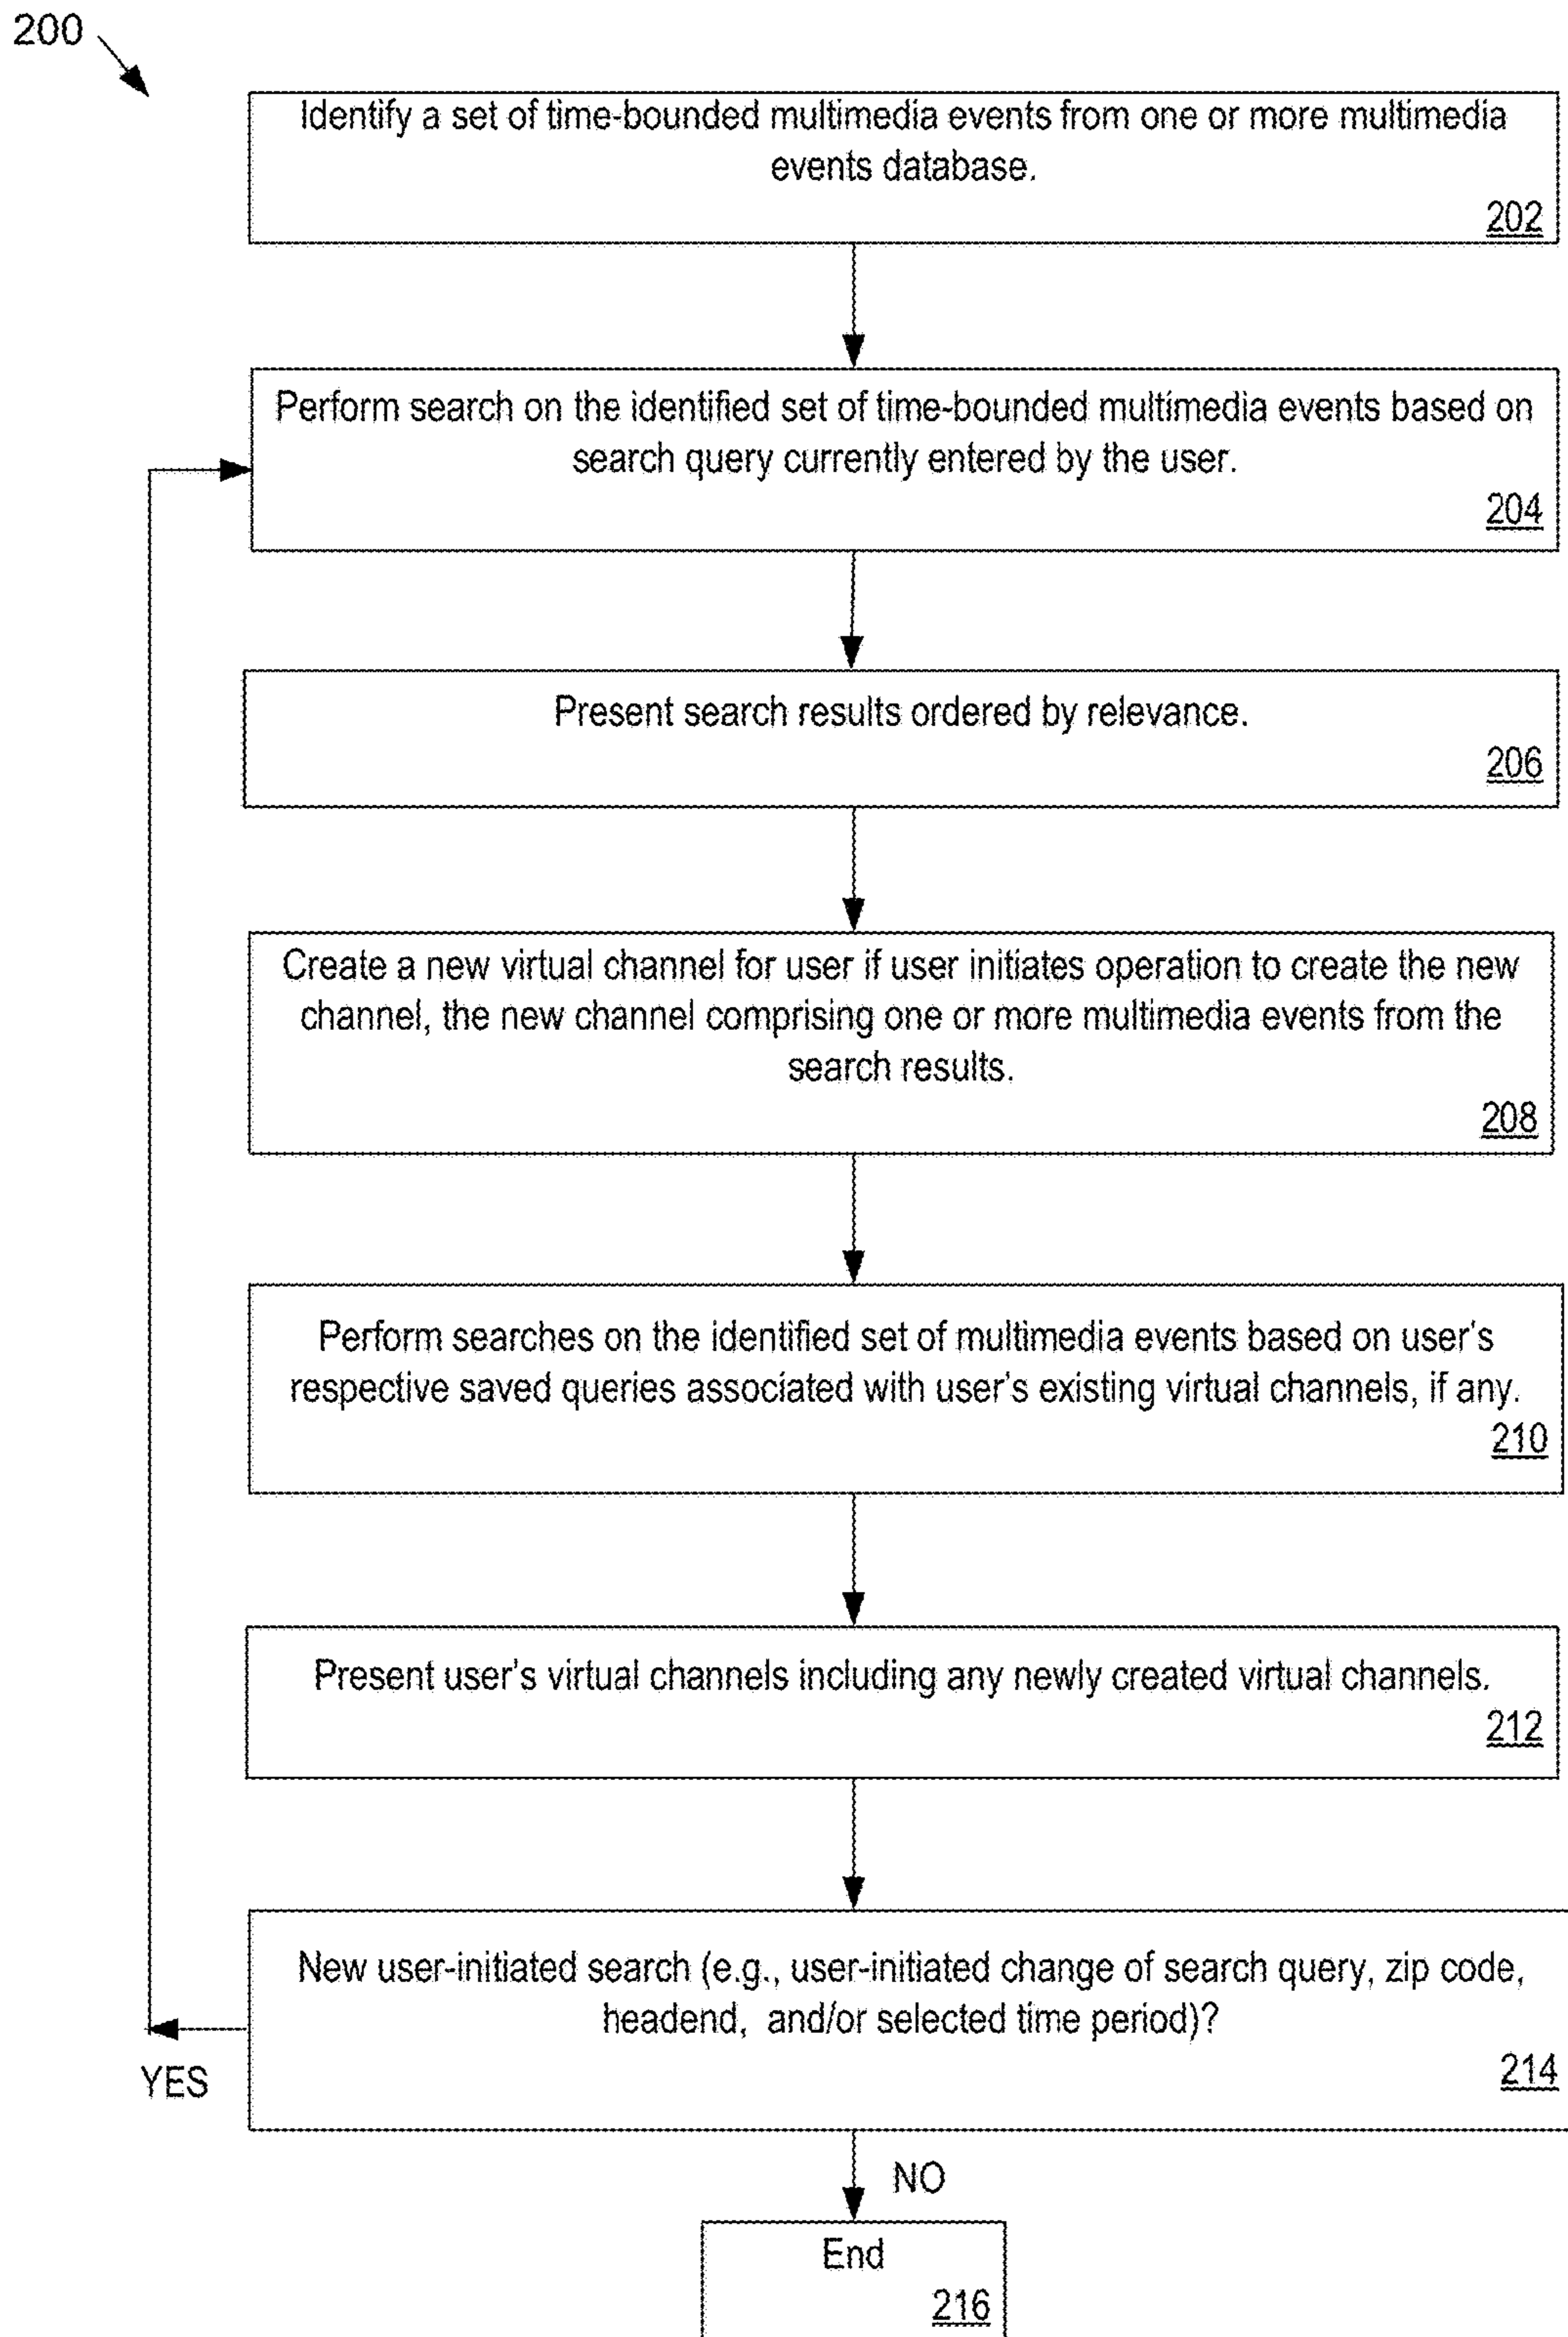 200
Identify a set of time-bounded multimedia events from one or more multimedia
events database.
202
Perform search on the identified set of time-bounded multimedia events based on
search query currently entered by the user.
204
Present search results ordered by relevance.
206
Create a new virtual channel for user if user initiates operation to create the new
channel, the new channel comprising one or more multimedia events from the
search results.
208
Perform searches on the identified set of multimedia events based on user's
respective saved queries associated with user's existing virtual channels, if any.
210
Present user's virtual channels including any newly created virtual channels.
212
New user-initiated search (e.g., user-initiated change of search query, zip code,
headend, and/or selected time period)?
214
YES
NO
End
216